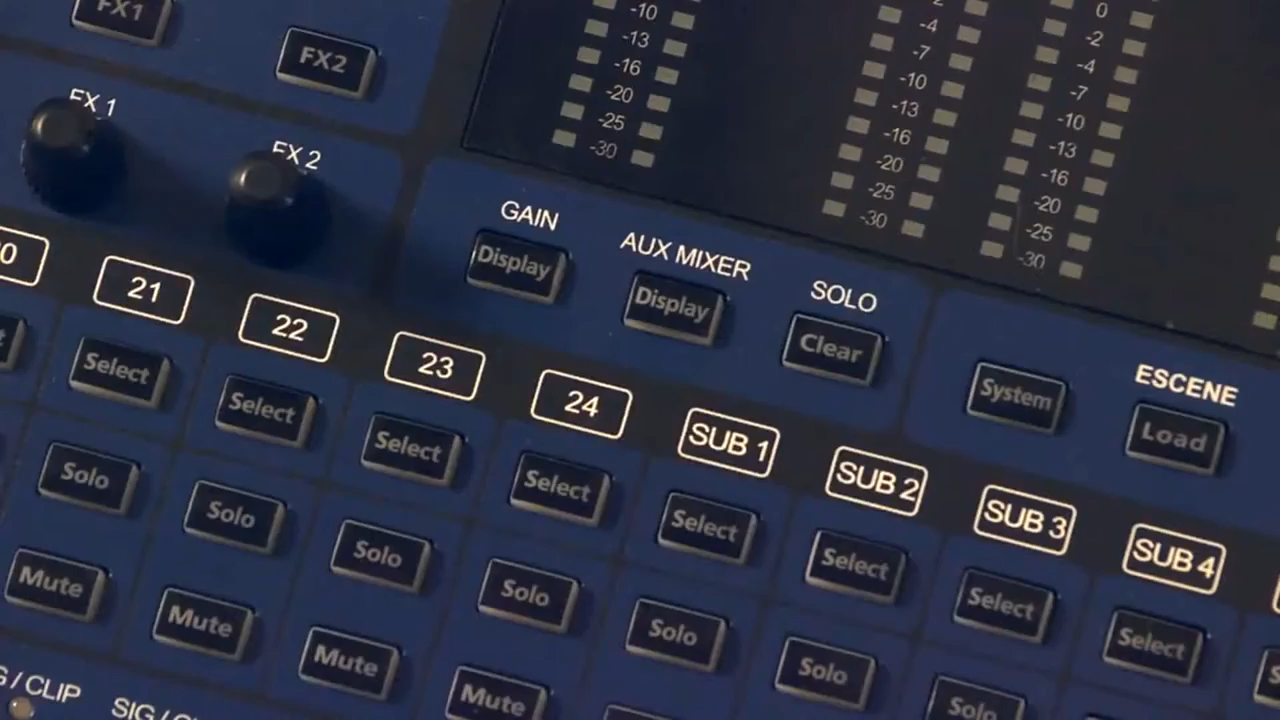 FX1
FX2
FX 1
FX 2
-10
-13
-16
-20
-25
-30
-4
-7
-10
-13
-16
-20
-25
-30
0
-2
-4
-7
-10
-13
-16
-20
-25
-30
GAIN
Display
AUX MIXER
Display
SOLO
Clear
System
ESCENE
Load
21
22
23
24
SUB 1
SUB 2
SUB 3
SUB 4
Select
Select
Select
Select
Select
Select
Select
Select
Solo
Solo
Solo
Solo
Solo
Solo
Solo
Mute
Mute
Mute
Mute
/ CLIP
SIG /